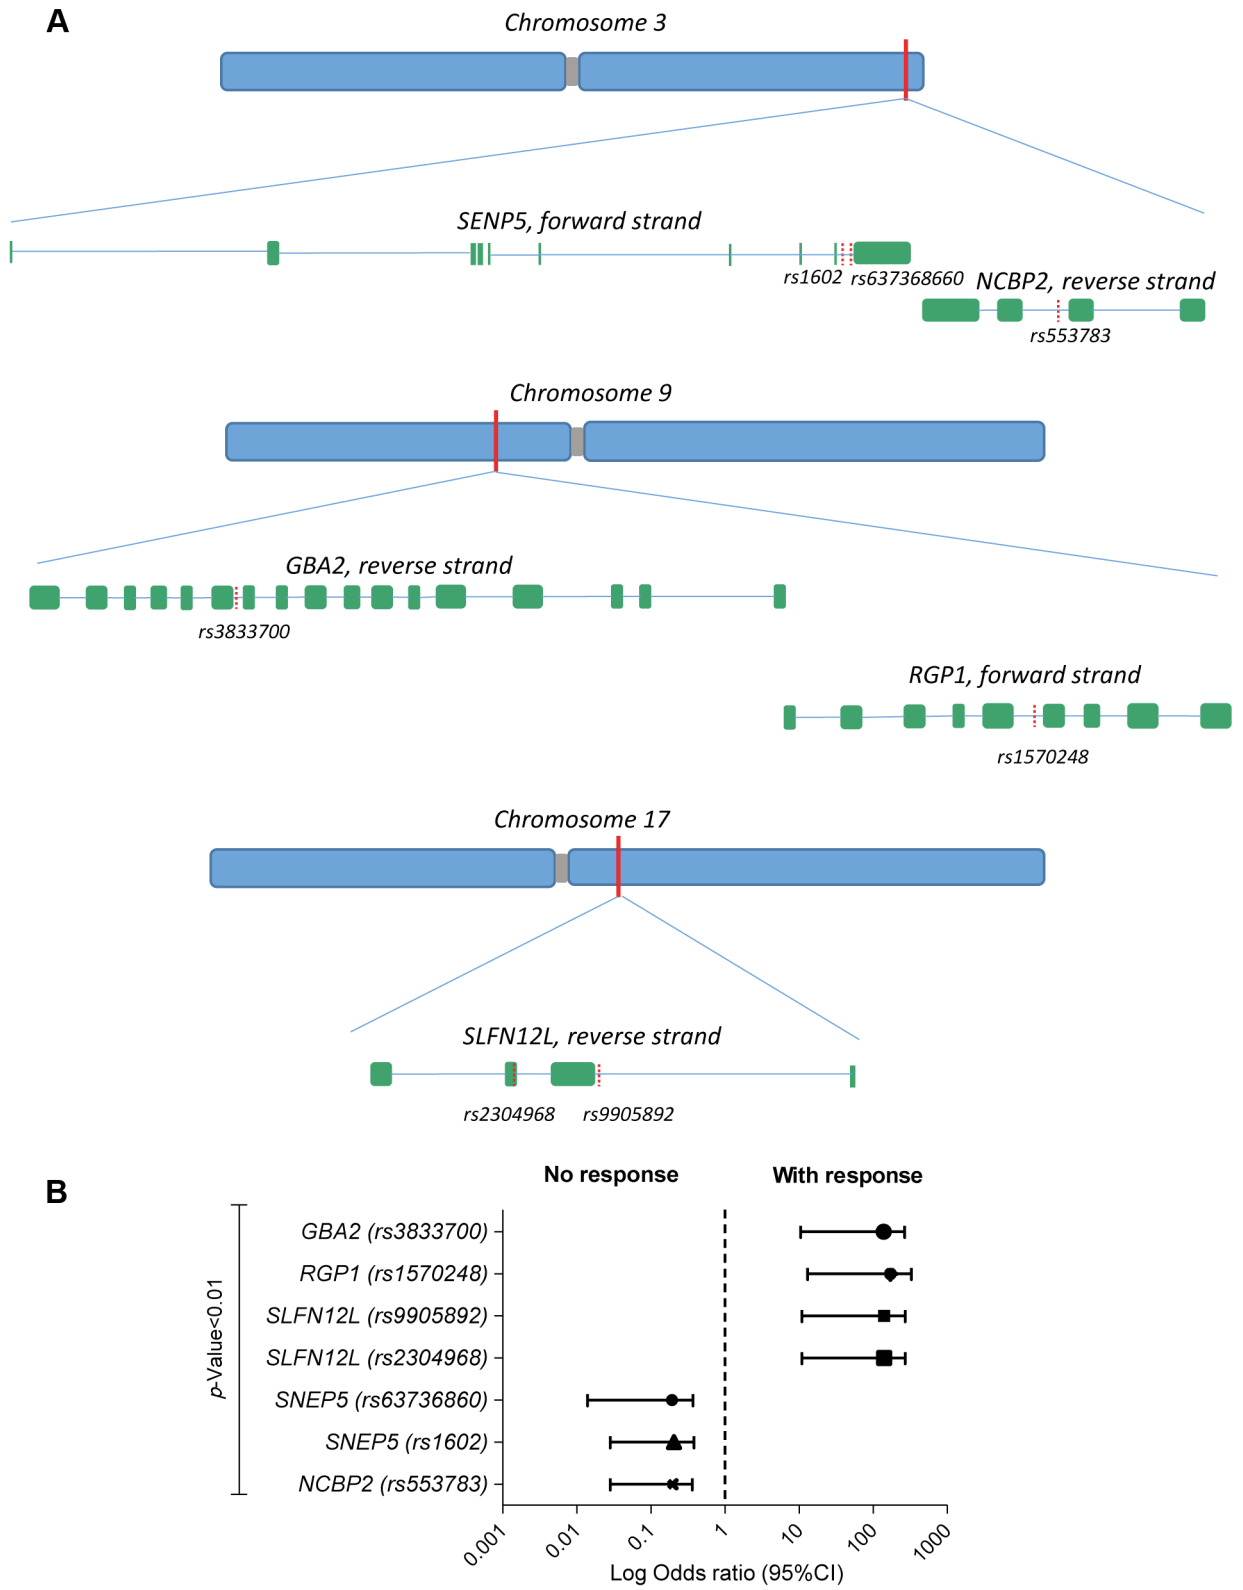 A
Chromosome 3
SENP5, forward strand
rs1602 rs637368660
NCBP2, reverse strand
rs553783
Chromosome 9
GBA2, reverse strand
rs3833700
RGP1, forward strand
rs1570248
Chromosome 17
SLFN12L, reverse strand
rs2304968 rs9905892
B
No response With response
p-Value<0.01
GBA2 (rs3833700)
RGP1 (rs1570248)
SLFN12L (rs9905892)
SLFN12L (rs2304968)
SNEP5 (rs63736860)
SNEP5 (rs1602)
NCBP2 (rs553783)
0.001 0.01 0.1 1 10 100 1000
Log Odds ratio (95%CI)